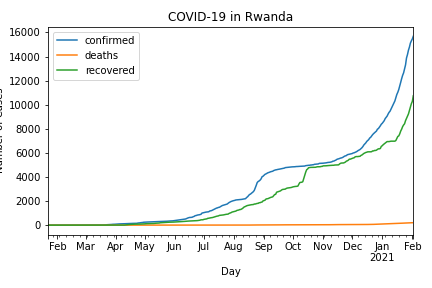 COVID-19 in Rwanda
confirmed
deaths
recovered
16000
14000
12000
10000
8000
6000
4000
2000
0
Feb Mar Apr May Jun Jul Aug Sep Oct Nov Dec Jan Feb
2021
Day